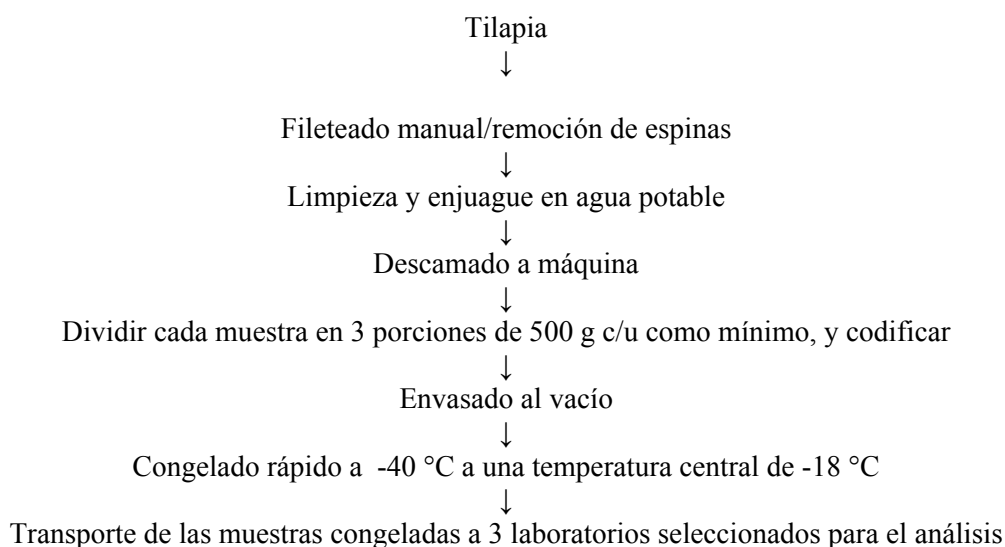 Tilapia
↓
Fileteado manual/remoción de espinas
↓
Limpieza y enjuague en agua potable
↓
Descamado a máquina
↓
Dividir cada muestra en 3 porciones de 500 g c/u como mínimo, y codificar
↓
Envasado al vacío
↓
Congelado rápido a -40 °C a una temperatura central de -18 °C
↓
Transporte de las muestras congeladas a 3 laboratorios seleccionados para el análisis